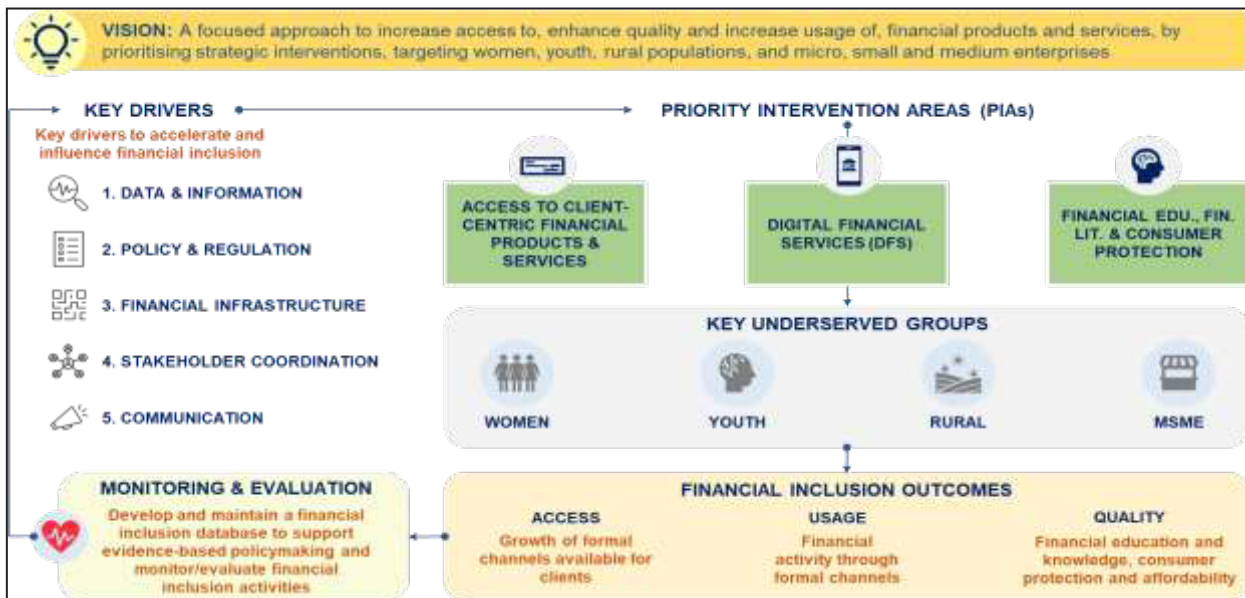 VISION: A focused approach to increase access to, enhance quality and increase usage of, financial products and services, by
prioritising strategic interventions, targeting women, youth, rural populations, and micro, small and medium enterprises
KEY DRIVERS
Key drivers to accelerate and
influence financial inclusion
1. DATA & INFORMATION
2. POLICY & REGULATION
3. FINANCIAL INFRASTRUCTURE
4. STAKEHOLDER COORDINATION
5. COMMUNICATION
PRIORITY INTERVENTION AREAS (PIAs)
ACCESS TO CLIENT-
CENTRIC FINANCIAL
PRODUCTS &
SERVICES
DIGITAL FINANCIAL
SERVICES (DFS)
FINANCIAL EDU., FIN.
LIT. & CONSUMER
PROTECTION
KEY UNDERSERVED GROUPS
WOMEN
YOUTH
RURAL
MSME
FINANCIAL INCLUSION OUTCOMES
ACCESS
Growth of formal
channels available for
clients
USAGE
Financial
activity through
formal channels
QUALITY
Financial education and
knowledge, consumer
protection and affordability
MONITORING & EVALUATION
Develop and maintain a financial
inclusion database to support
evidence-based policymaking and
monitor/evaluate financial
inclusion activities